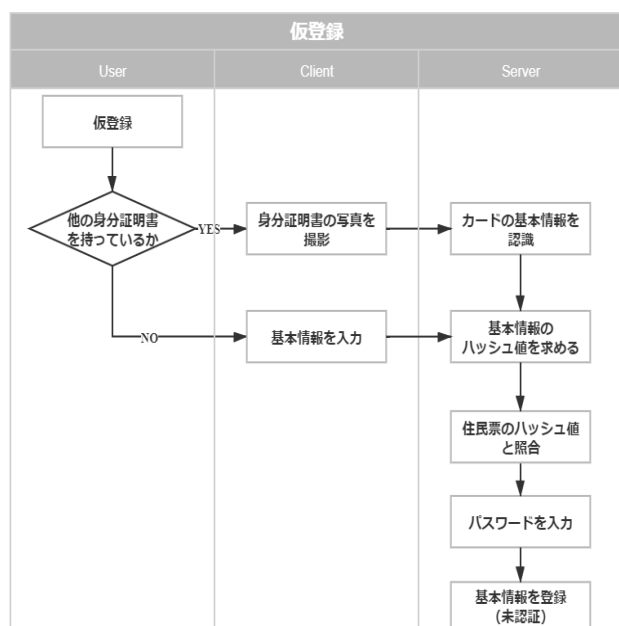 仮登録
User
Client
Server
仮登録
他の身分証明書
を持っているか
YES
身分証明書の写真を
撮影
カードの基本情報を
認識
NO
基本情報を入力
基本情報の
ハッシュ値を求める
住民票のハッシュ値
と照合
パスワードを入力
基本情報を登録
(未認証)